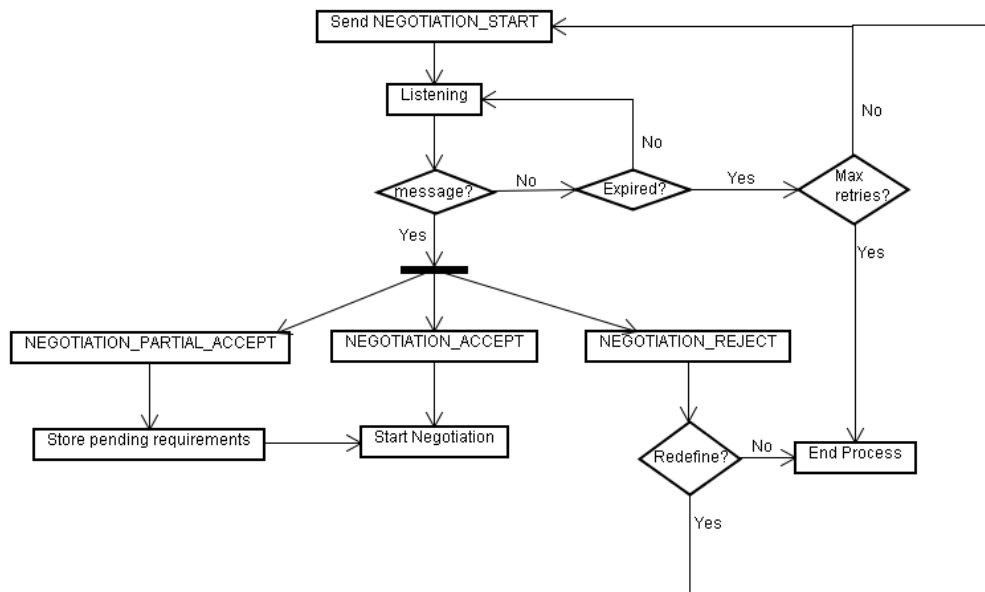 Send NEGOTIATION_START
Listening
No
No
message?
No
Expired?
Yes
Max
retries?
Yes
Yes
NEGOTIATION_PARTIAL_ACCEPT
NEGOTIATION_ACCEPT
NEGOTIATION_REJECT
Store pending requirements
Start Negotiation
Redefine?
No
End Process
Yes